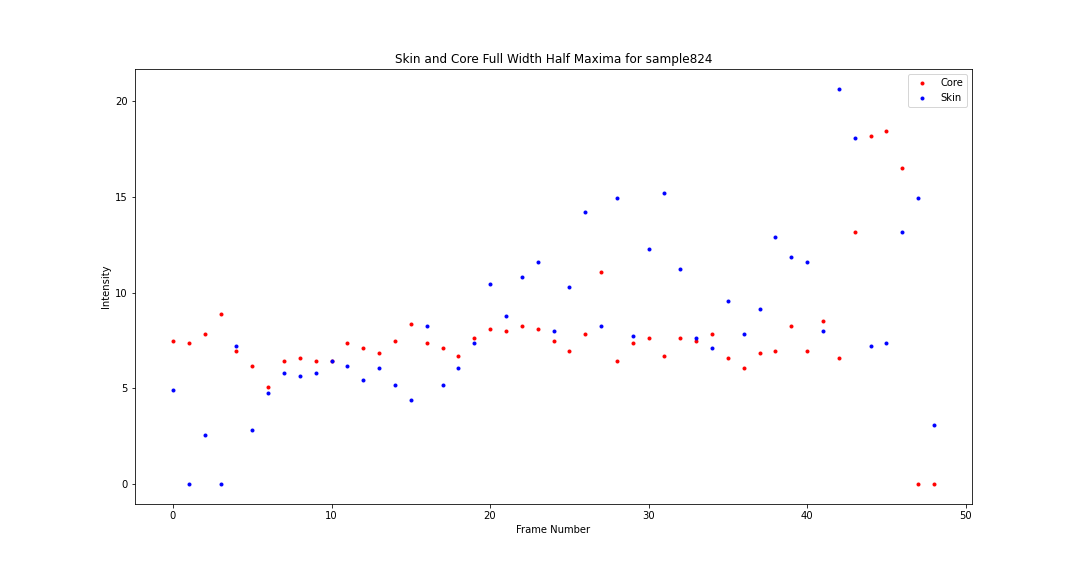 Skin and Core Full Width Half Maxima for sample824
Core
Skin
20
15
10
5
0
Intensity
0 10 20 30 40 50
Frame Number